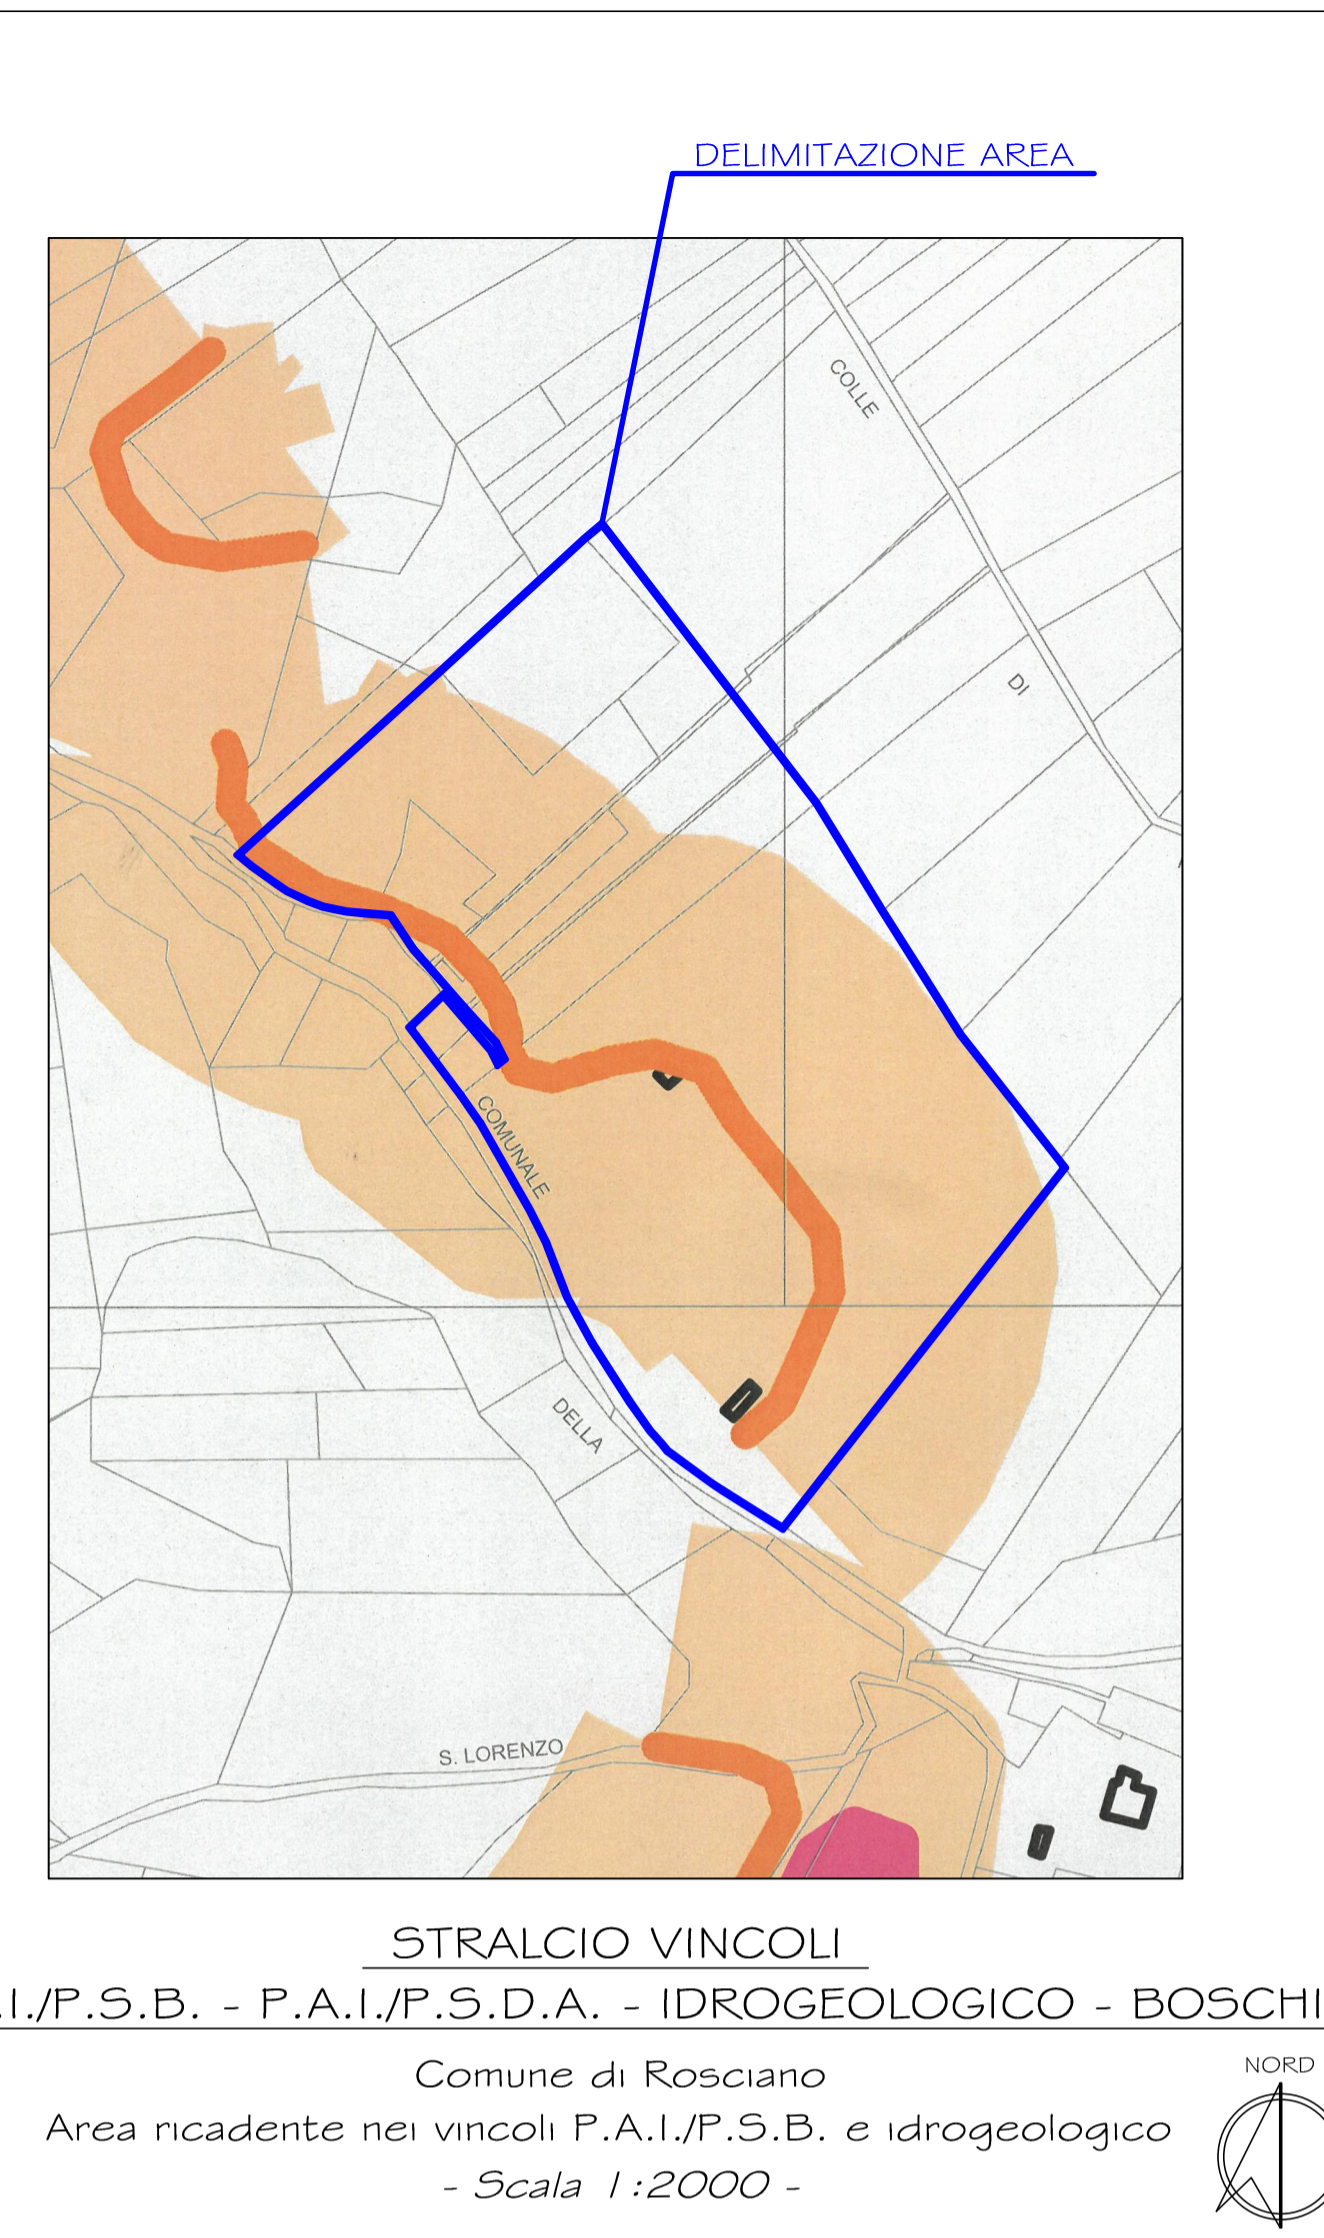 DELIMITAZIONE AREA
COLLE
DI
COMUNALE
DELLA
S. LORENZO
STRALCIO VINCOLI
.I./P.S.B. - P.A.I./P.S.D.A. - IDROGEOLOGICO - BOSCHI
Comune di Rosciano
NORD
Area ricadente nei vincoli P.A.I./P.S.B. e idrogeologico
- Scala 1:2000 -